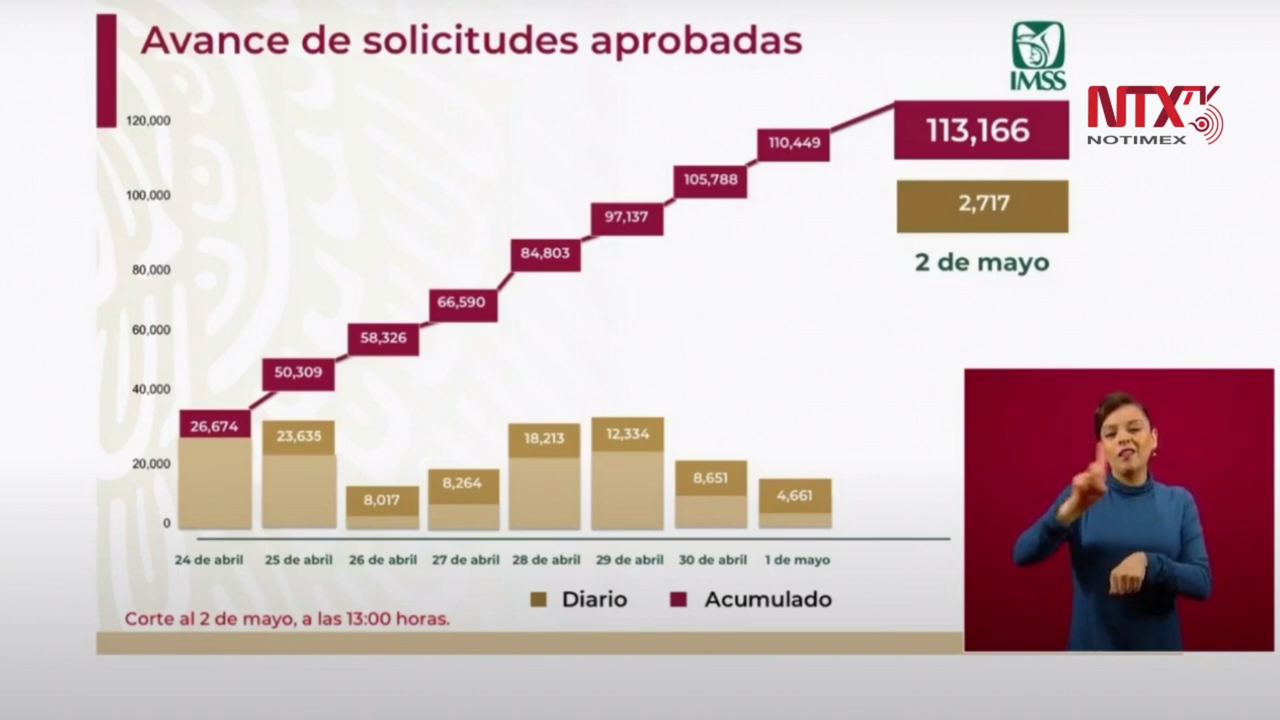 Avance de solicitudes aprobadas
IMSS
NTX TV
NOTIMEX
120,000
100,000
80,000
60,000
40,000
20,000
0
26,674
50,309
58,326
66,590
84,803
97,137
105,788
110,449
113,166
2,717
2 de mayo
23,635
8,017
8,264
18,213
12,334
8,651
4,661
24 de abril
25 de abril
26 de abril
27 de abril
28 de abril
29 de abril
30 de abril
1 de mayo
Diario
Acumulado
Corte al 2 de mayo, a las 13:00 horas.